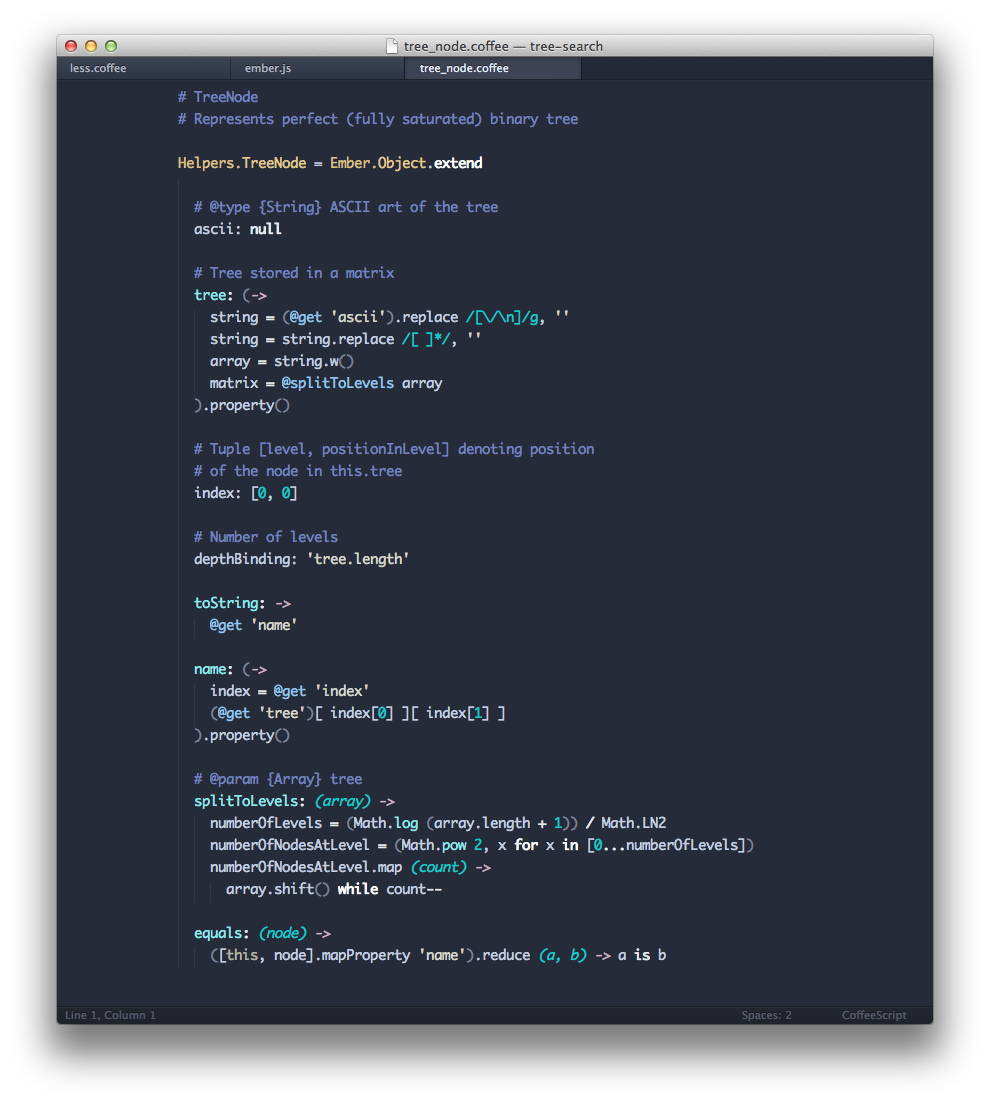 tree_node.coffee — tree-search
less.coffee ember.js tree_node.coffee
# TreeNode
# Represents perfect (fully saturated) binary tree
Helpers.TreeNode = Ember.Object.extend
# @type {String} ASCII art of the tree
ascii: null
# Tree stored in a matrix
tree: (->
string = (@get 'ascii').replace /[\/\n]/g, ''
string = string.replace /[ ]*/, ''
array = string.w()
matrix = @splitToLevels array
).property()
# Tuple [level, positionInLevel] denoting position
# of the node in this.tree
index: [0, 0]
# Number of levels
depthBinding: 'tree.length'
toString: ->
@get 'name'
name: (->
index = @get 'index'
(@get 'tree')[ index[0] ][ index[1] ]
).property()
# @param {Array} tree
splitToLevels: (array) ->
numberOfLevels = (Math.log (array.length + 1)) / Math.LN2
numberOfNodesAtLevel = (Math.pow 2, x for x in [0...numberOfLevels])
numberOfNodesAtLevel.map (count) ->
array.shift() while count--
equals: (node) ->
([this, node].mapProperty 'name').reduce (a, b) -> a is b
Line 1, Column 1 Spaces: 2 CoffeeScript